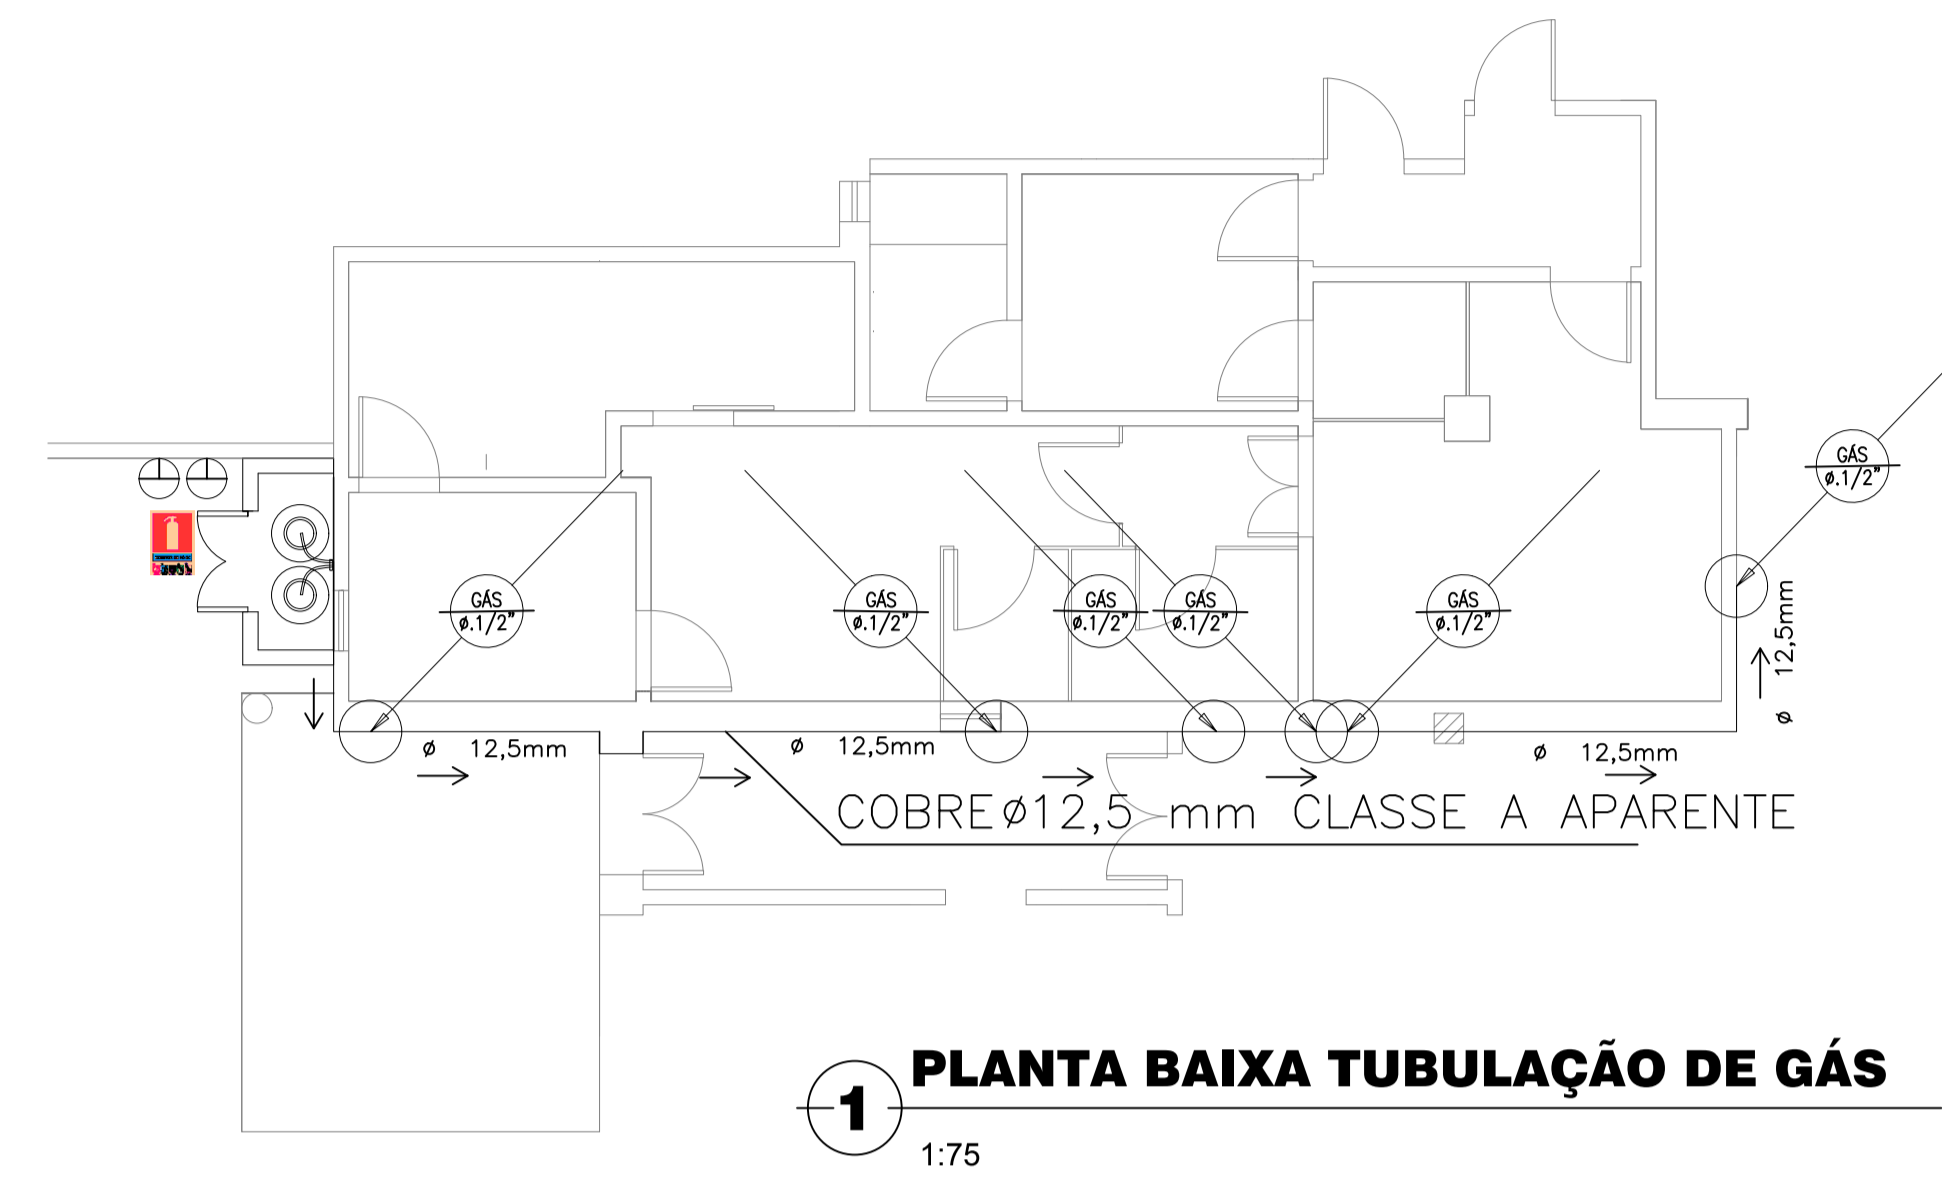 GÁS
ø.1/2"
GÁS
ø.1/2"
GÁS
ø.1/2"
GÁS
ø.1/2"
GÁS
ø.1/2"
GÁS
ø.1/2"
ø 12,5mm
ø 12,5mm
ø 12,5mm
ø 12,5mm
COBREø12,5 mm CLASSE A APARENTE
1
PLANTA BAIXA TUBULAÇÃO DE GÁS
1:75